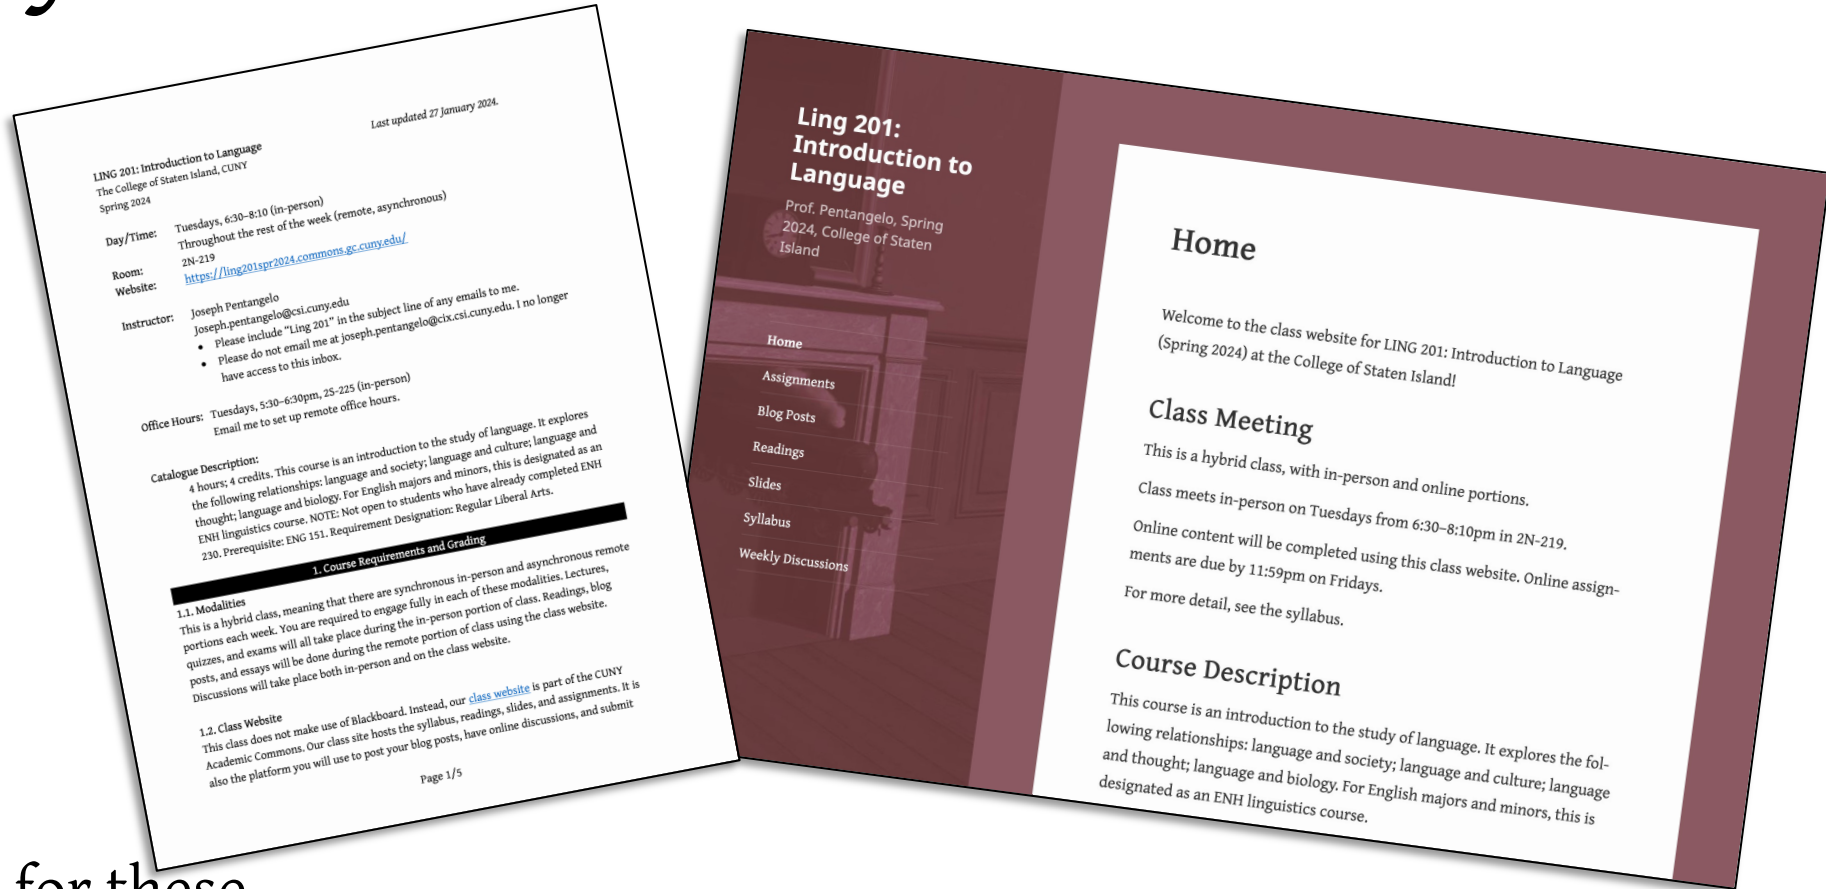 Last updated 27 January 2024.
LING 201: Introduction to Language
The College of Staten Island, CUNY
Spring 2024
Day/Time: Tuesdays, 6:30–8:10 (in-person)
Throughout the rest of the week (remote, asynchronous)
Room: 2N-219
Website: https://ling201spr2024.commons.gc.cuny.edu/
Instructor: Joseph Pentangelo
Joseph.pentangelo@csi.cuny.edu
• Please include “Ling 201” in the subject line of any emails to me.
• Please do not email me at joseph.pentangelo@cix.csi.cuny.edu. I no longer
have access to this inbox.
Office Hours: Tuesdays, 5:30–6:30pm, 2S-225 (in-person)
Email me to set up remote office hours.
Catalogue Description:
4 hours; 4 credits. This course is an introduction to the study of language. It explores
the following relationships: language and society; language and culture; language and
thought; language and biology. For English majors and minors, this is designated as an
ENH linguistics course. NOTE: Not open to students who have already completed ENH
230. Prerequisite: ENG 151. Requirement Designation: Regular Liberal Arts.
1. Course Requirements and Grading
1.1. Modalities
This is a hybrid class, meaning that there are synchronous in-person and asynchronous remote
portions each week. You are required to engage fully in each of these modalities. Lectures,
quizzes, and exams will all take place during the in-person portion of class. Readings, blog
posts, and essays will be done during the remote portion of class using the class website.
Discussions will take place both in-person and on the class website.
1.2. Class Website
This class does not make use of Blackboard. Instead, our class website is part of the CUNY
Academic Commons. Our class site hosts the syllabus, readings, slides, and assignments. It is
also the platform you will use to post your blog posts, have online discussions, and submit
Page 1/5
Ling 201:
Introduction to
Language
Prof. Pentangelo, Spring
2024, College of Staten
Island
Home
Assignments
Blog Posts
Readings
Slides
Syllabus
Weekly Discussions
Home
Welcome to the class website for LING 201: Introduction to Language
(Spring 2024) at the College of Staten Island!
Class Meeting
This is a hybrid class, with in-person and online portions.
Class meets in-person on Tuesdays from 6:30–8:10pm in 2N-219.
Online content will be completed using this class website. Online assign-
ments are due by 11:59pm on Fridays.
For more detail, see the syllabus.
Course Description
This course is an introduction to the study of language. It explores the fol-
lowing relationships: language and society; language and culture; language
and thought; language and biology. For English majors and minors, this is
designated as an ENH linguistics course.
for these